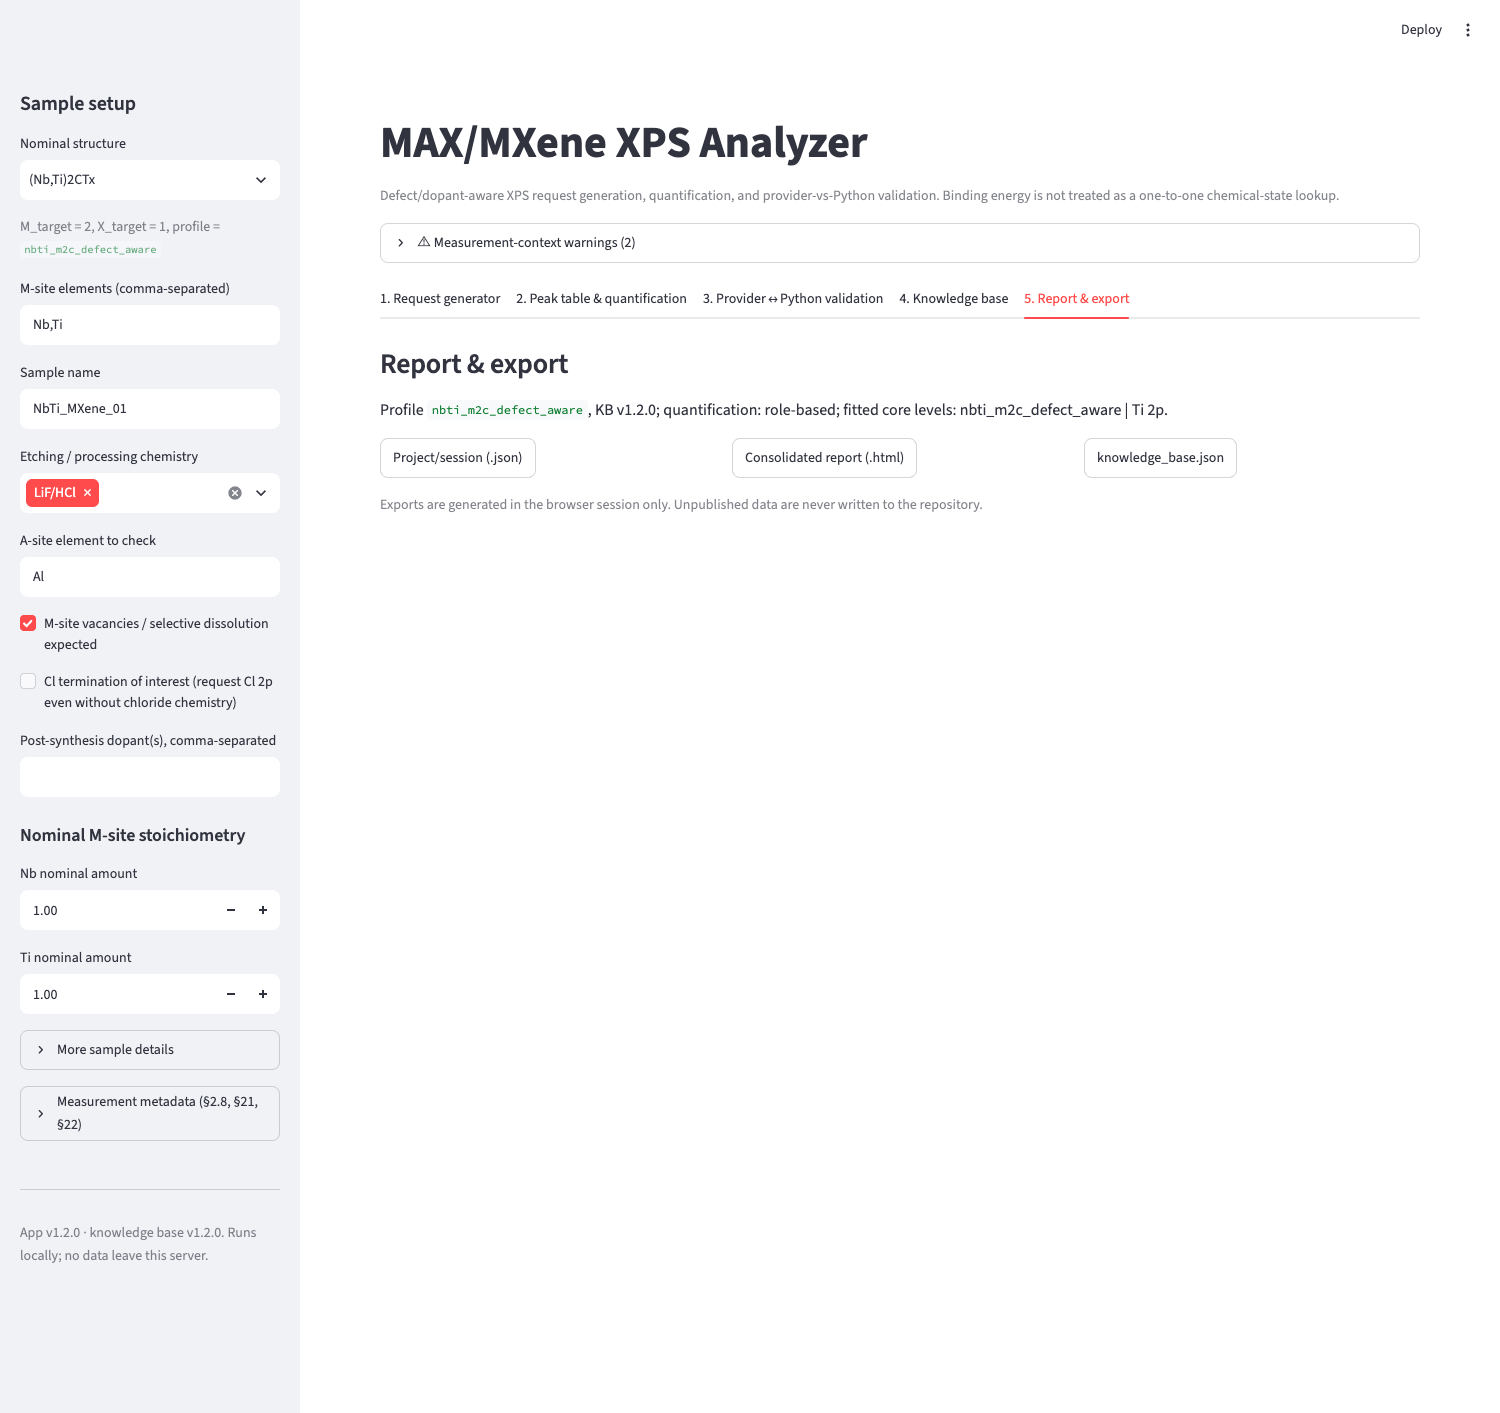 Deploy
Sample setup
Nominal structure
(Nb,Ti)2CTx
M_target = 2, X_target = 1, profile =
nbti_m2c_defect_aware
M-site elements (comma-separated)
Nb,Ti
Sample name
NbTi_MXene_01
Etching / processing chemistry
LiF/HCl ×
A-site element to check
Al
M-site vacancies / selective dissolution
expected
Cl termination of interest (request Cl 2p
even without chloride chemistry)
Post-synthesis dopant(s), comma-separated
Nominal M-site stoichiometry
Nb nominal amount
1.00
Ti nominal amount
1.00
More sample details
Measurement metadata (§2.8, §21,
§22)
App v1.2.0 · knowledge base v1.2.0. Runs
locally; no data leave this server.
MAX/MXene XPS Analyzer
Defect/dopant-aware XPS request generation, quantification, and provider-vs-Python validation. Binding energy is not treated as a one-to-one chemical-state lookup.
⚠ Measurement-context warnings (2)
1. Request generator 2. Peak table & quantification 3. Provider↔Python validation 4. Knowledge base 5. Report & export
Report & export
Profile nbti_m2c_defect_aware , KB v1.2.0; quantification: role-based; fitted core levels: nbti_m2c_defect_aware | Ti 2p.
Project/session (.json) Consolidated report (.html) knowledge_base.json
Exports are generated in the browser session only. Unpublished data are never written to the repository.